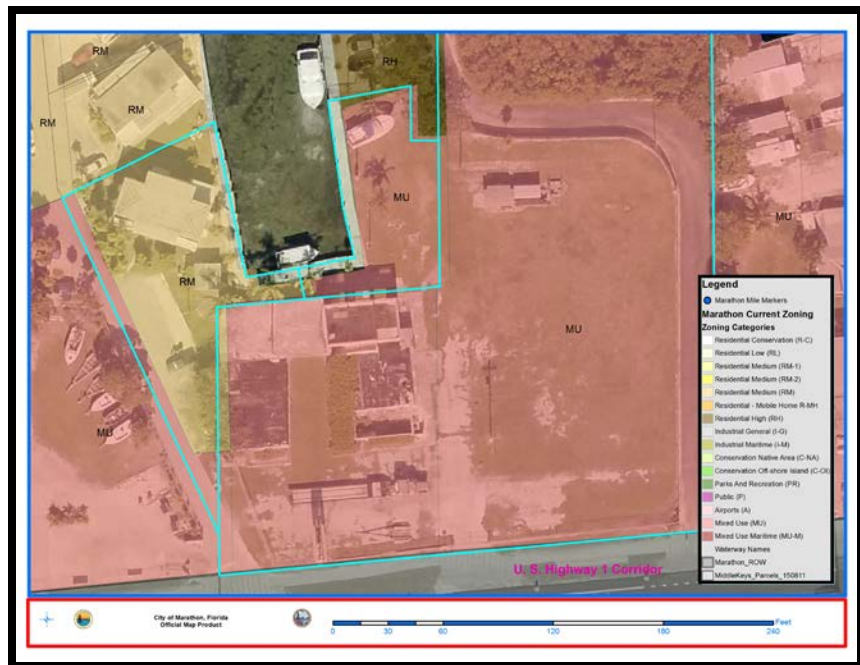 RM
RH
RM
RM
MU
MU
RM
MU
MU
Legend
Marathon Mile Markers
Marathon Current Zoning
Zoning Categories
Residential Conservation (R-C)
Residential Low (RL)
Residential Medium (RM-1)
Residential Medium (RM-2)
Residential Medium (RM)
Residential - Mobile Home R-MH
Residential High (RH)
Industrial General (I-G)
Industrial Maritime (I-M)
Conservation Native Area (C-NA)
Conservation Off-shore Island (C-OI)
Parks And Recreation (PR)
Public (P)
Airports (A)
Mixed Use (MU)
Mixed Use Maritime (MU-M)
Waterway Names
Marathon_ROW
MiddleKeys_Parcels_150811
U. S. Highway 1 Corridor
City of Marathon, Florida
Official Map Product
Feet
0 30 60 120 180 240